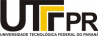 UTFPR
UNIVERSIDADE TECNOLÓGICA FEDERAL DO PARANÁ